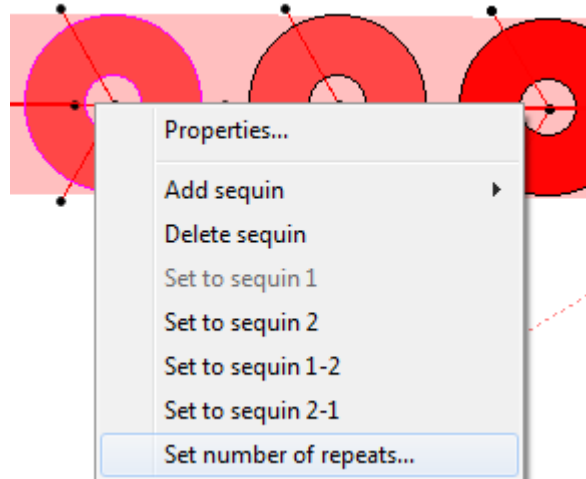 Properties...
Add sequin
Delete sequin
Set to sequin 1
Set to sequin 2
Set to sequin 1-2
Set to sequin 2-1
Set number of repeats...